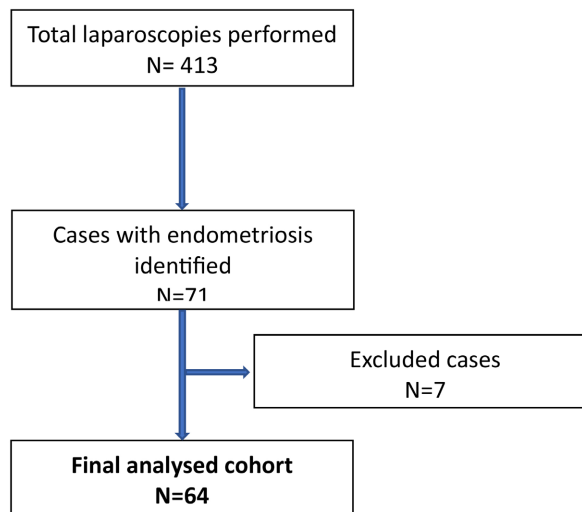 Total laparoscopies performed
N= 413
Cases with endometriosis
identified
N=71
Excluded cases
N=7
Final analysed cohort
N=64